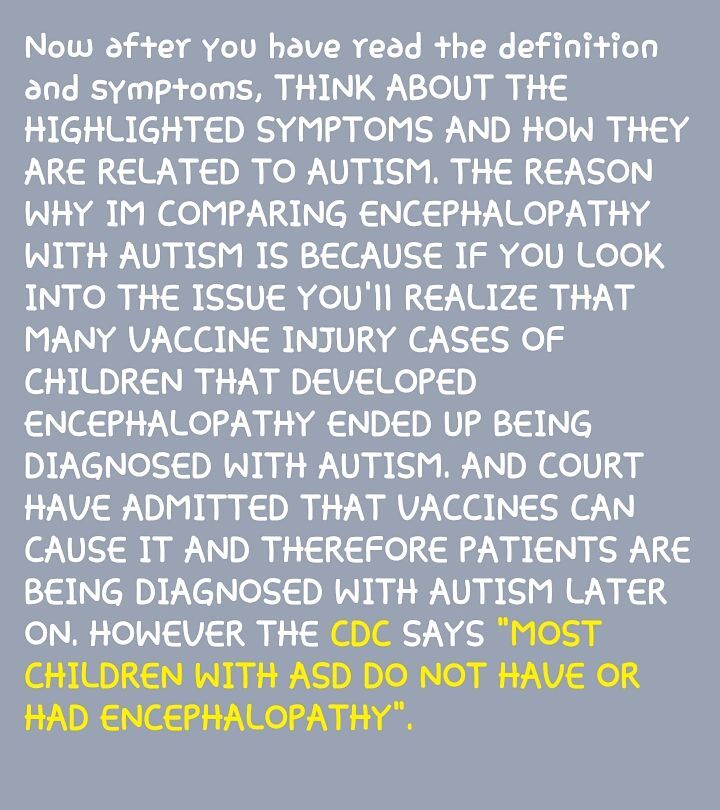 Now after you have read the definition
and symptoms, THINK ABOUT THE
HIGHLIGHTED SYMPTOMS AND HOW THEY
ARE RELATED TO AUTISM. THE REASON
WHY IM COMPARING ENCEPHALOPATHY
WITH AUTISM IS BECAUSE IF YOU LOOK
INTO THE ISSUE YOU'll REALIZE THAT
MANY VACCINE INJURY CASES OF
CHILDREN THAT DEVELOPED
ENCEPHALOPATHY ENDED UP BEING
DIAGNOSED WITH AUTISM. AND COURT
HAVE ADMITTED THAT VACCINES CAN
CAUSE IT AND THEREFORE PATIENTS ARE
BEING DIAGNOSED WITH AUTISM LATER
ON. HOWEVER THE CDC SAYS "MOST
CHILDREN WITH ASD DO NOT HAVE OR
HAD ENCEPHALOPATHY".